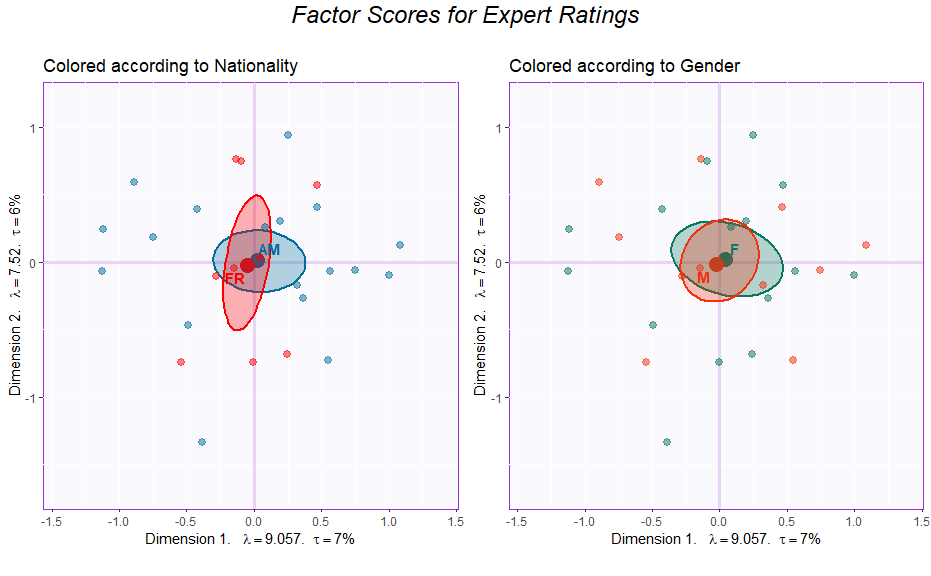 Factor Scores for Expert Ratings
Colored according to Nationality
Dimension 2.  λ = 7.52.  τ = 6%
1
0
-1
AM
FR
-1.5 -1.0 -0.5 0.0 0.5 1.0 1.5
Dimension 1.  λ = 9.057.  τ = 7%
Colored according to Gender
Dimension 2.  λ = 7.52.  τ = 6%
1
0
-1
F
M
-1.5 -1.0 -0.5 0.0 0.5 1.0 1.5
Dimension 1.  λ = 9.057.  τ = 7%